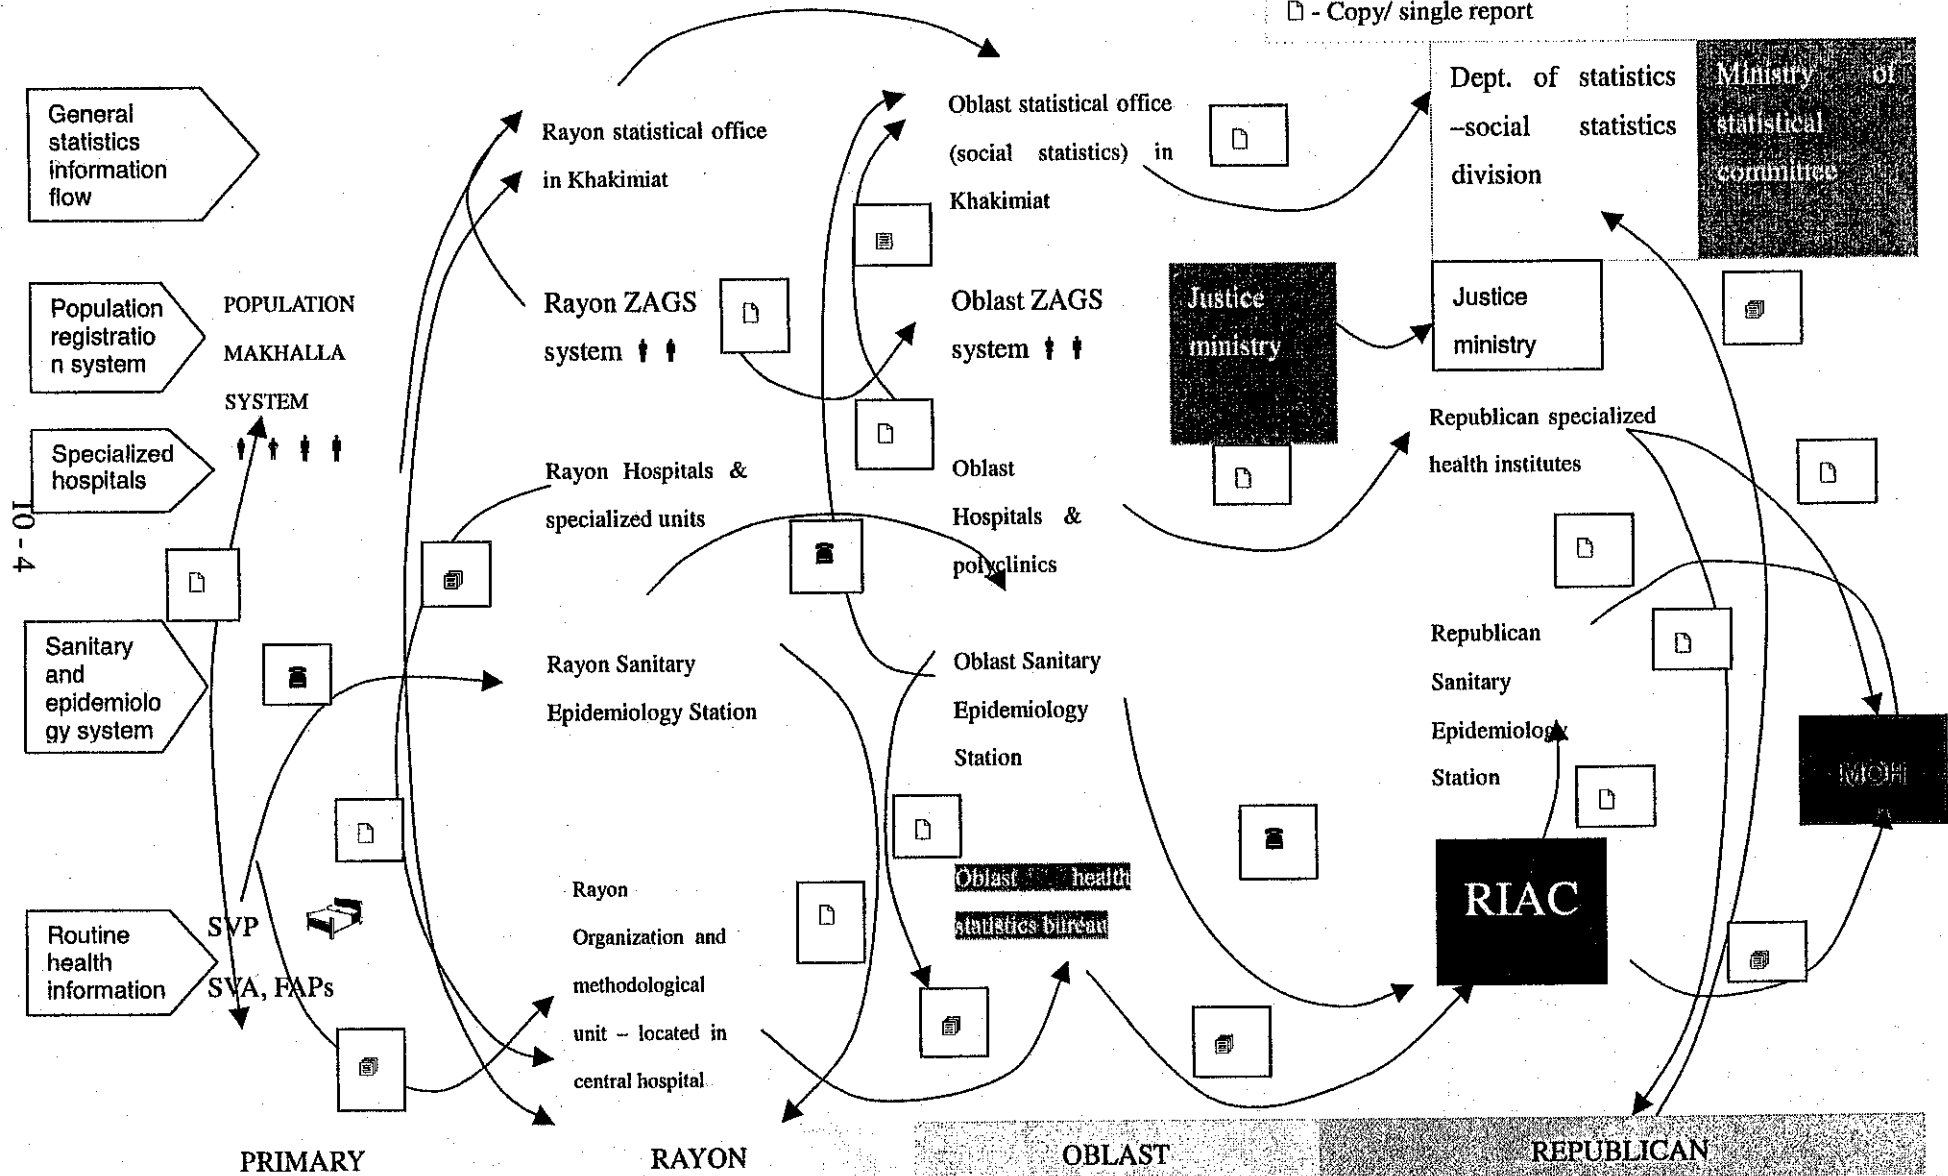 - Copy/ single report
General
statistics
information
flow
Rayon statistical office
in Khakimiat
Oblast statistical office
(social statistics) in
Khakimiat
Dept. of statistics
–social statistics
division
Ministry of
statistical
committee
Population
registratio
n system
POPULATION
MAKHALLA
SYSTEM
Rayon ZAGS
system
Oblast ZAGS
system
Justice
ministry
Justice
ministry
Specialized
hospitals
Rayon Hospitals &
specialized units
Oblast
Hospitals &
polyclinics
Republican specialized
health institutes
10 - 4
Sanitary
and
epidemiolo
gy system
Rayon Sanitary
Epidemiology Station
Oblast Sanitary
Epidemiology
Station
Republican
Sanitary
Epidemiology
Station
MOH
Routine
health
information
SVP
SVA, FAPs
Rayon
Organization and
methodological
unit – located in
central hospital
Oblast health
statistics bureau
RIAC
PRIMARY
RAYON
OBLAST
REPUBLICAN